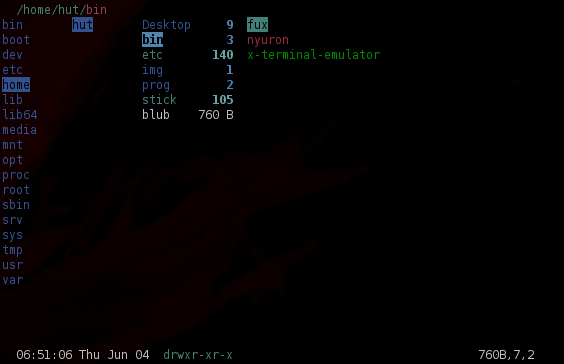 /home/hut/bin
bin hut Desktop 9 fux
boot bin 3 nyuron
dev etc 140 x-terminal-emulator
etc img 1
home prog 2
lib stick 105
lib64 blub 760 B
media
mnt
opt
proc
root
sbin
srv
sys
tmp
usr
var
06:51:06 Thu Jun 04 drwxr-xr-x 760B,7,2